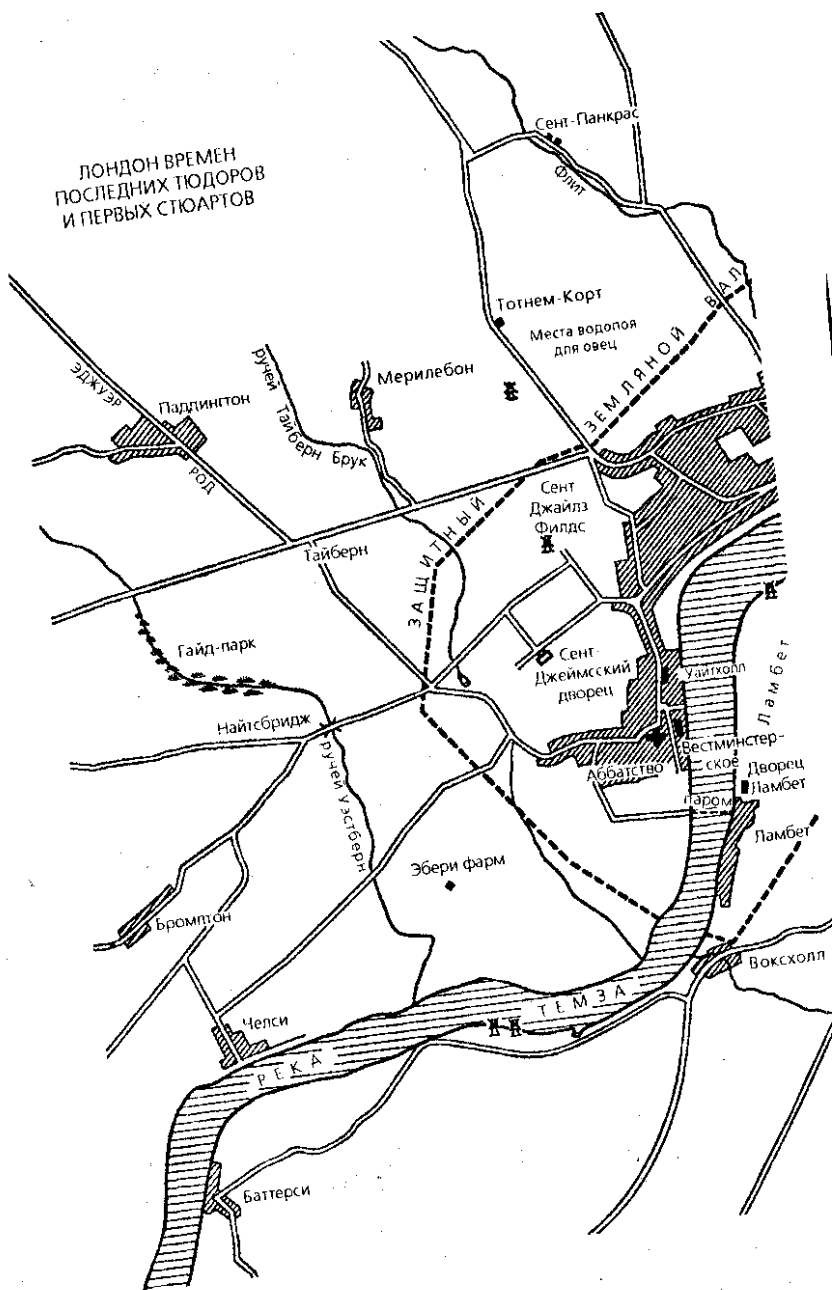 ЛОНДОН ВРЕМЕН
ПОСЛЕДНИХ ТЮДОРОВ
И ПЕРВЫХ СТЮАРТОВ
Сент-Панкрас
Флит
Тотнем-Корт
Места водопоя
для овец
ЗАЩИТНЫЙ ЗЕМЛЯНОЙ ВАЛ
ЭДЖУЭР РОД
Паддингтон
ручей Тайберн Брук
Мерилебон
Сент
Джайлз
Филдс
Тайберн
Гайд-парк
Сент-
Джеймсский
дворец
Уайтхолл
Ламбет
Найтсбридж
Вестминстер-
ское
Аббатство
Дворец
Ламбет
паром
Ламбет
ручей Уэстберн
Эбери фарм
Бромптон
Воксхолл
Челси
РЕКА ТЕМЗА
Баттерси